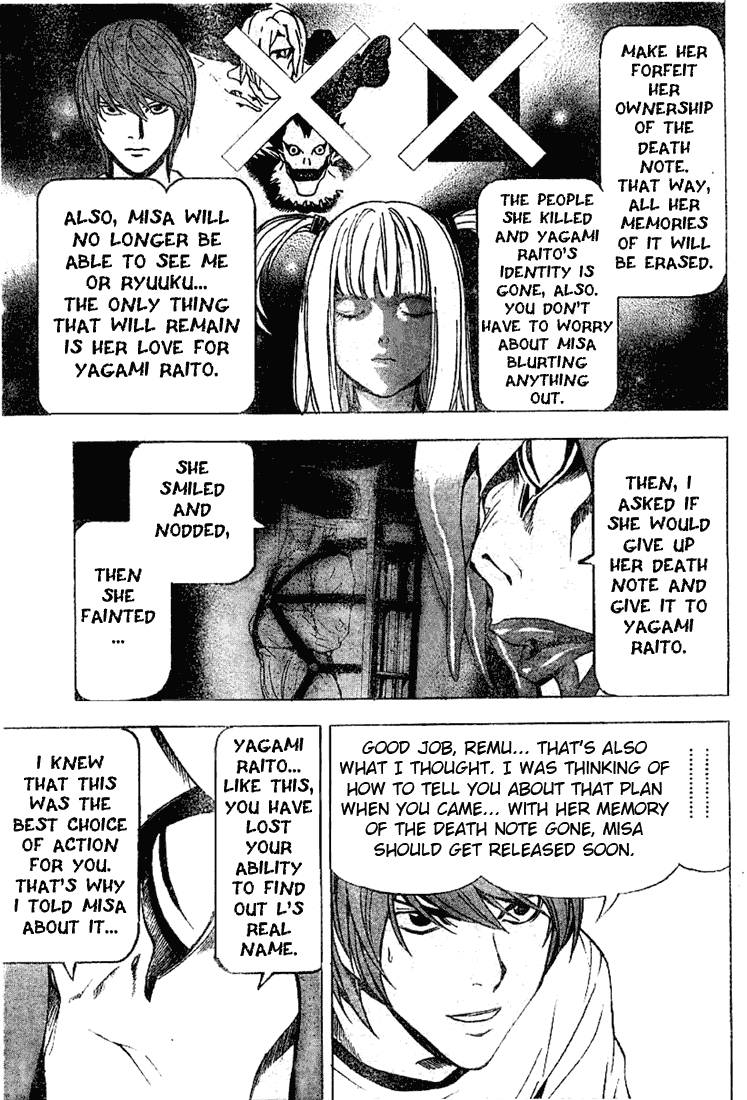 MAKE HER
FORFEIT
HER
OWNERSHIP
OF THE
DEATH
NOTE.
THAT WAY,
ALL HER
MEMORIES
OF IT WILL
BE ERASED.
THE PEOPLE
SHE KILLED
AND YAGAMI
RAITO'S
IDENTITY IS
GONE, ALSO.
YOU DON'T
HAVE TO WORRY
ABOUT MISA
BLURTING
ANYTHING
OUT.
ALSO, MISA WILL
NO LONGER BE
ABLE TO SEE ME
OR RYUUKU...
THE ONLY THING
THAT WILL REMAIN
IS HER LOVE FOR
YAGAMI RAITO.
THEN, I
ASKED IF
SHE WOULD
GIVE UP
HER DEATH
NOTE AND
GIVE IT TO
YAGAMI
RAITO.
SHE
SMILED
AND
NODDED,
THEN
SHE
FAINTED
...
GOOD JOB, REMU... THAT'S ALSO
WHAT I THOUGHT. I WAS THINKING OF
HOW TO TELL YOU ABOUT THAT PLAN
WHEN YOU CAME... WITH HER MEMORY
OF THE DEATH NOTE GONE, MISA
SHOULD GET RELEASED SOON.
YAGAMI
RAITO...
LIKE THIS,
YOU HAVE
LOST
YOUR
ABILITY
TO FIND
OUT L'S
REAL
NAME.
I KNEW
THAT THIS
WAS THE
BEST CHOICE
OF ACTION
FOR YOU.
THAT'S WHY
I TOLD MISA
ABOUT IT...